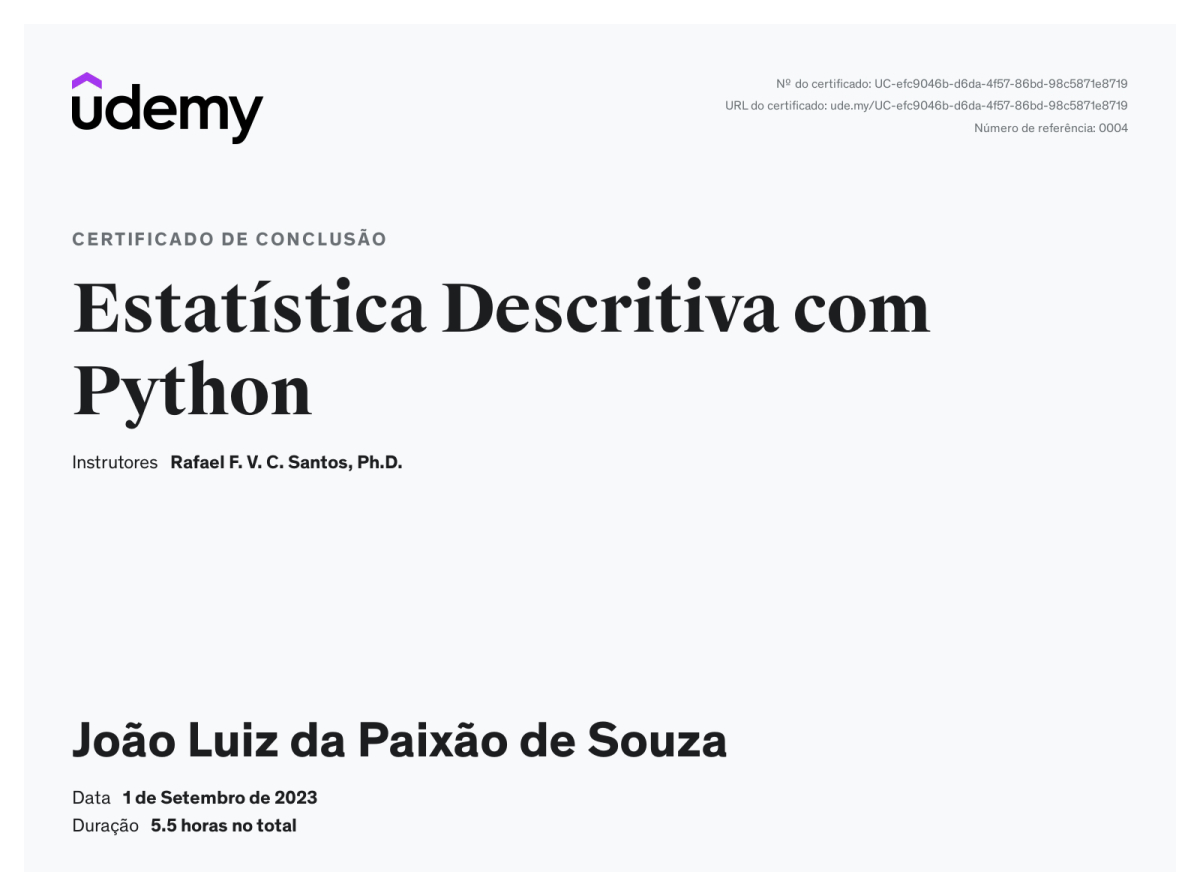 udemy
Nº do certificado: UC-efc9046b-d6da-4f57-86bd-98c5871e8719
URL do certificado: ude.my/UC-efc9046b-d6da-4f57-86bd-98c5871e8719
Número de referência: 0004
CERTIFICADO DE CONCLUSÃO
Estatística Descritiva com
Python
Instrutores Rafael F. V. C. Santos, Ph.D.
João Luiz da Paixão de Souza
Data 1 de Setembro de 2023
Duração 5.5 horas no total